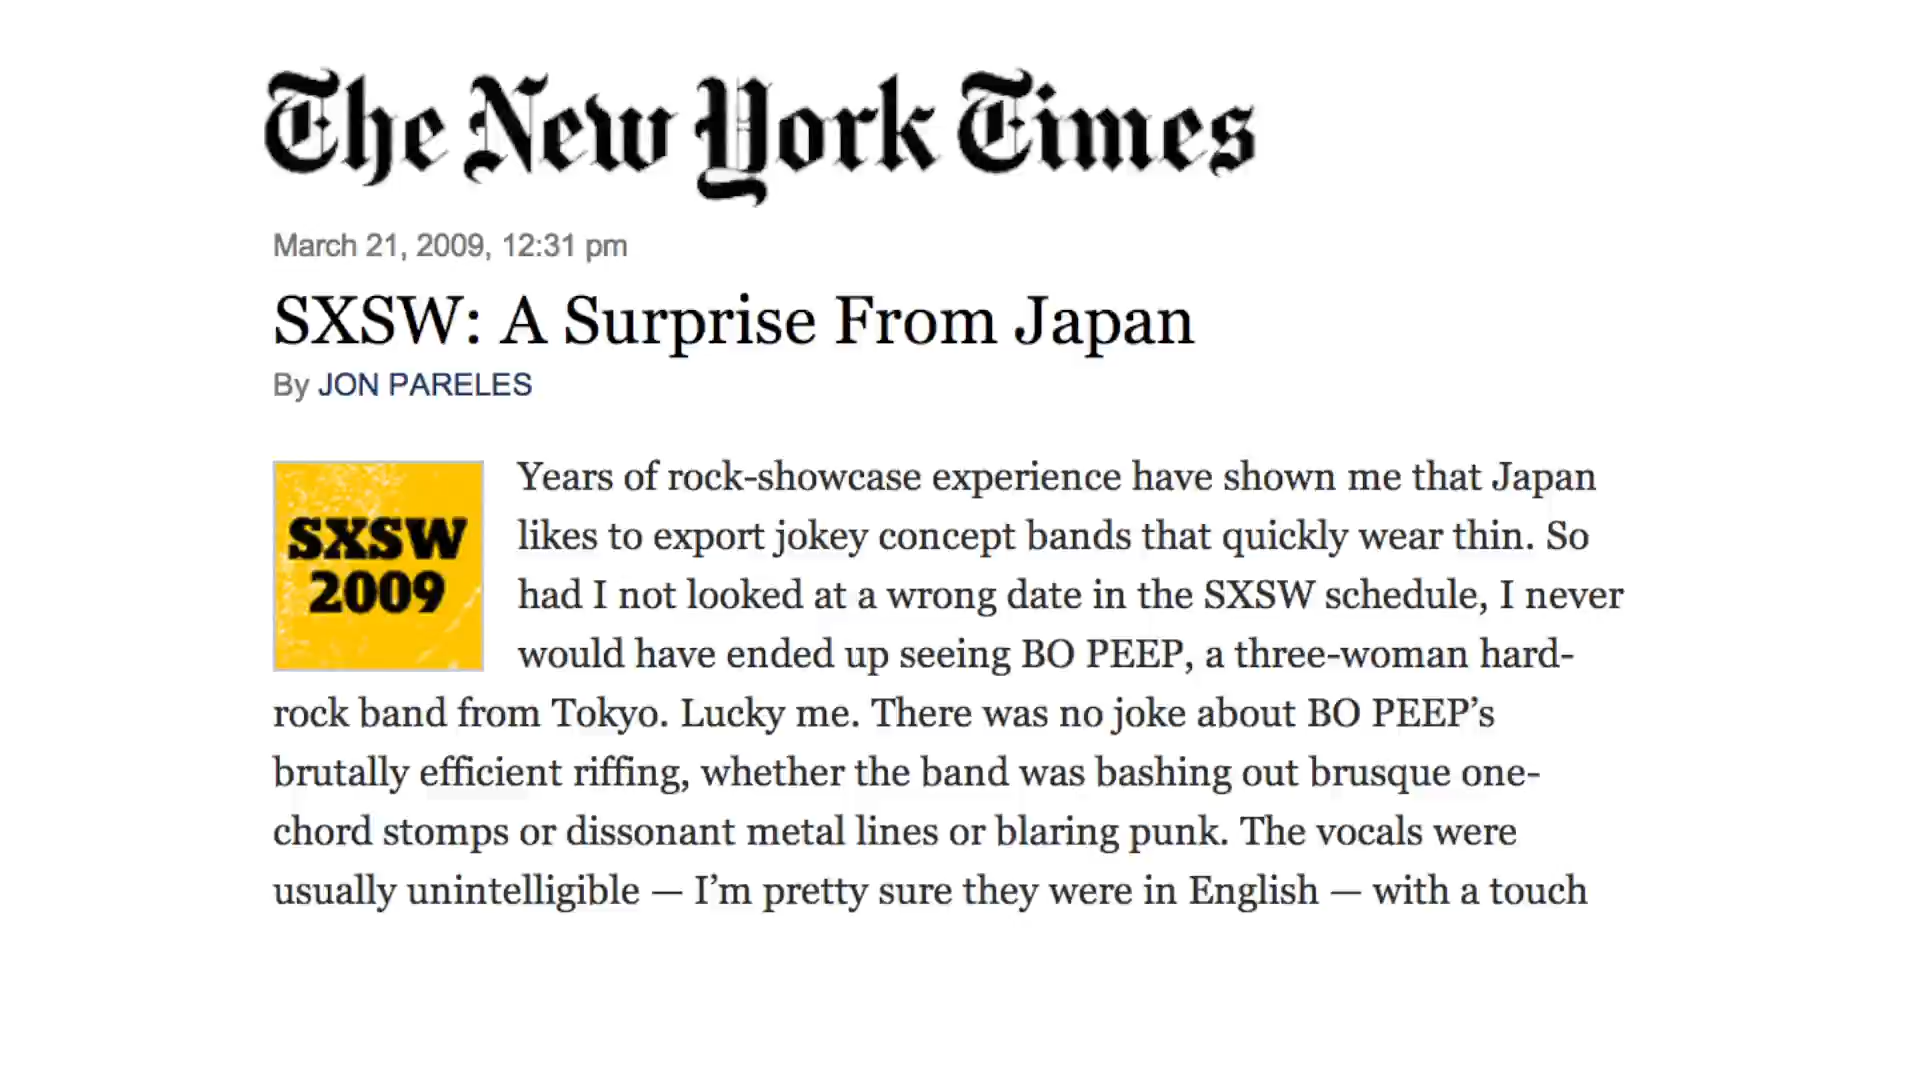 The New York Times
March 21, 2009, 12:31 pm
SXSW: A Surprise From Japan
By JON PARELES
SXSW
2009
Years of rock-showcase experience have shown me that Japan
likes to export jokey concept bands that quickly wear thin. So
had I not looked at a wrong date in the SXSW schedule, I never
would have ended up seeing BO PEEP, a three-woman hard-
rock band from Tokyo. Lucky me. There was no joke about BO PEEP’s
brutally efficient riffing, whether the band was bashing out brusque one-
chord stomps or dissonant metal lines or blaring punk. The vocals were
usually unintelligible — I’m pretty sure they were in English — with a touch